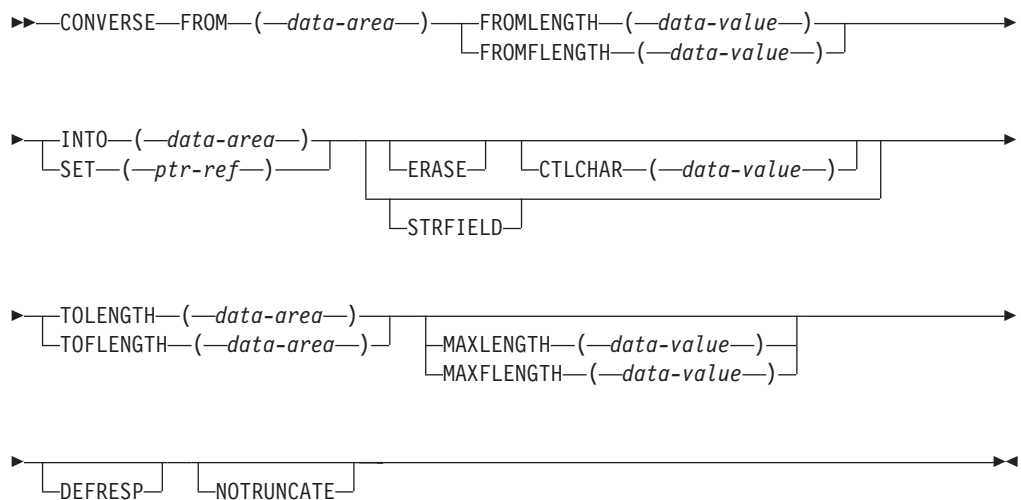 CONVERSE FROM ( data-area ) FROMLENGTH ( data-value )
FROMFLENGTH ( data-value )
INTO ( data-area )
SET ( ptr-ref ) ERASE CTLCHAR ( data-value )
STRFIELD
TOLENGTH ( data-area )
TOFLENGTH ( data-area ) MAXLENGTH ( data-value )
MAXFLENGTH ( data-value )
DEFRESP NOTRUNCATE